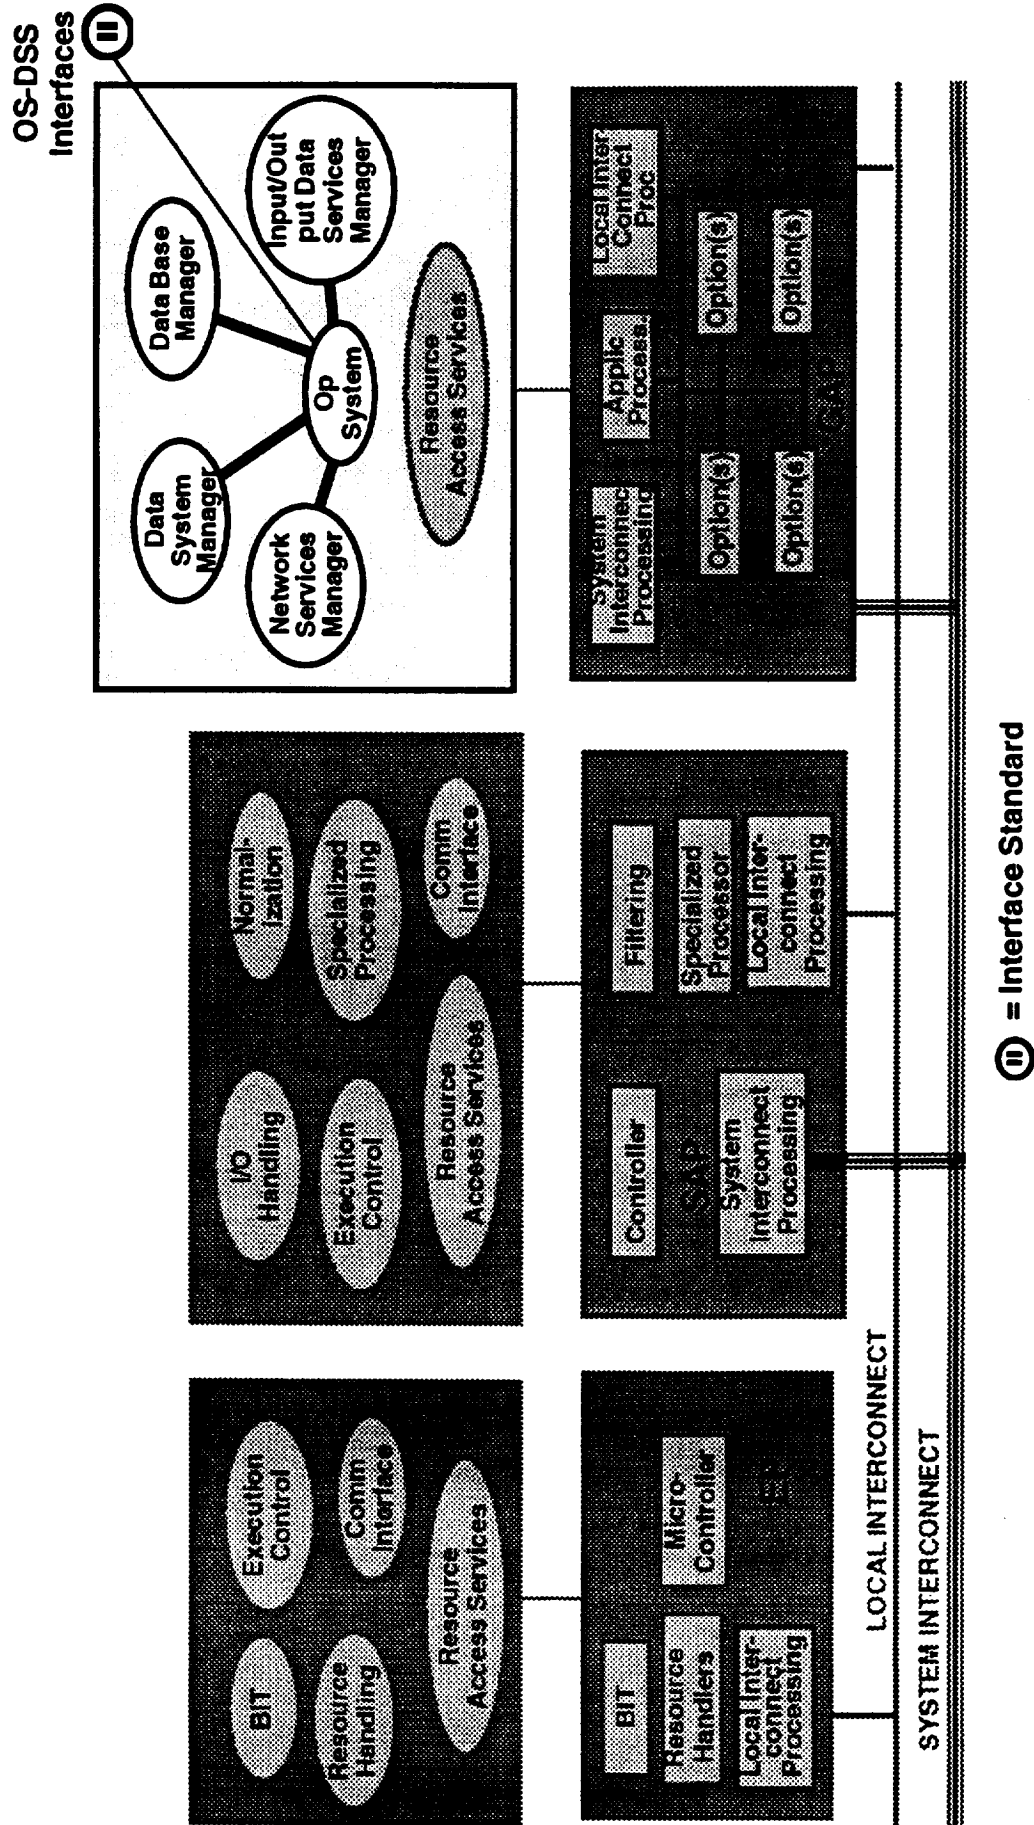 OS-DSS
Interfaces
BIT
Execution
Control
Resource
Handling
Comm
Interface
Resource
Access Services
I/O
Handling
Normal-
ization
Execution
Control
Specialized
Processing
Resource
Access Services
Comm
Interface
Data
System
Manager
Data Base
Manager
Network
Services
Manager
Op
System
Input/Out
put Data
Services
Manager
Resource
Access Services
BIT
Resource
Handlers
Micro-
Controller
Local Inter-
connect
Processing
EP
Controller
Filtering
SAP
Specialized
Processor
System
Interconnect
Processing
Local Inter-
connect
Processing
System
Interconnec
Processing
Applic
Process.
Local Inter
Connect
Proc.
Option(s)
Option(s)
Option(s)
Option(s)
GAP
LOCAL INTERCONNECT
SYSTEM INTERCONNECT
= Interface Standard